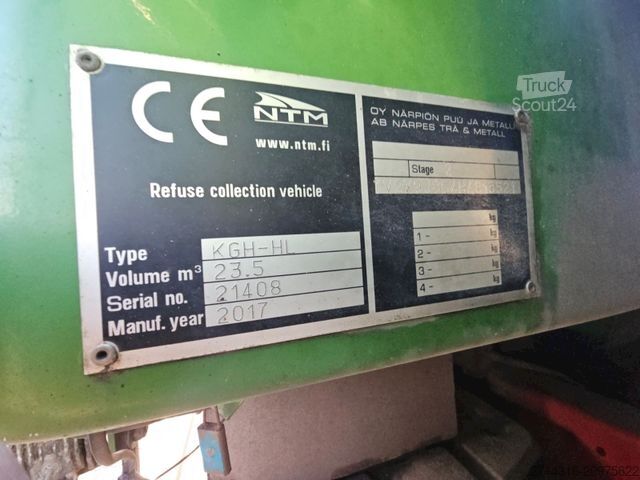 Truck
Scout24
CE
NTM
www.ntm.fi
Refuse collection vehicle
Type KGH-HL
Volume m³ 23.5
Serial no. 21408
Manuf. year 2017
OY NÄRPIÖN PUU JA METALLI
AB NÄRPES TRÄ & METALL
Stage 2
kg
1- kg
2- kg
3- kg
4- kg